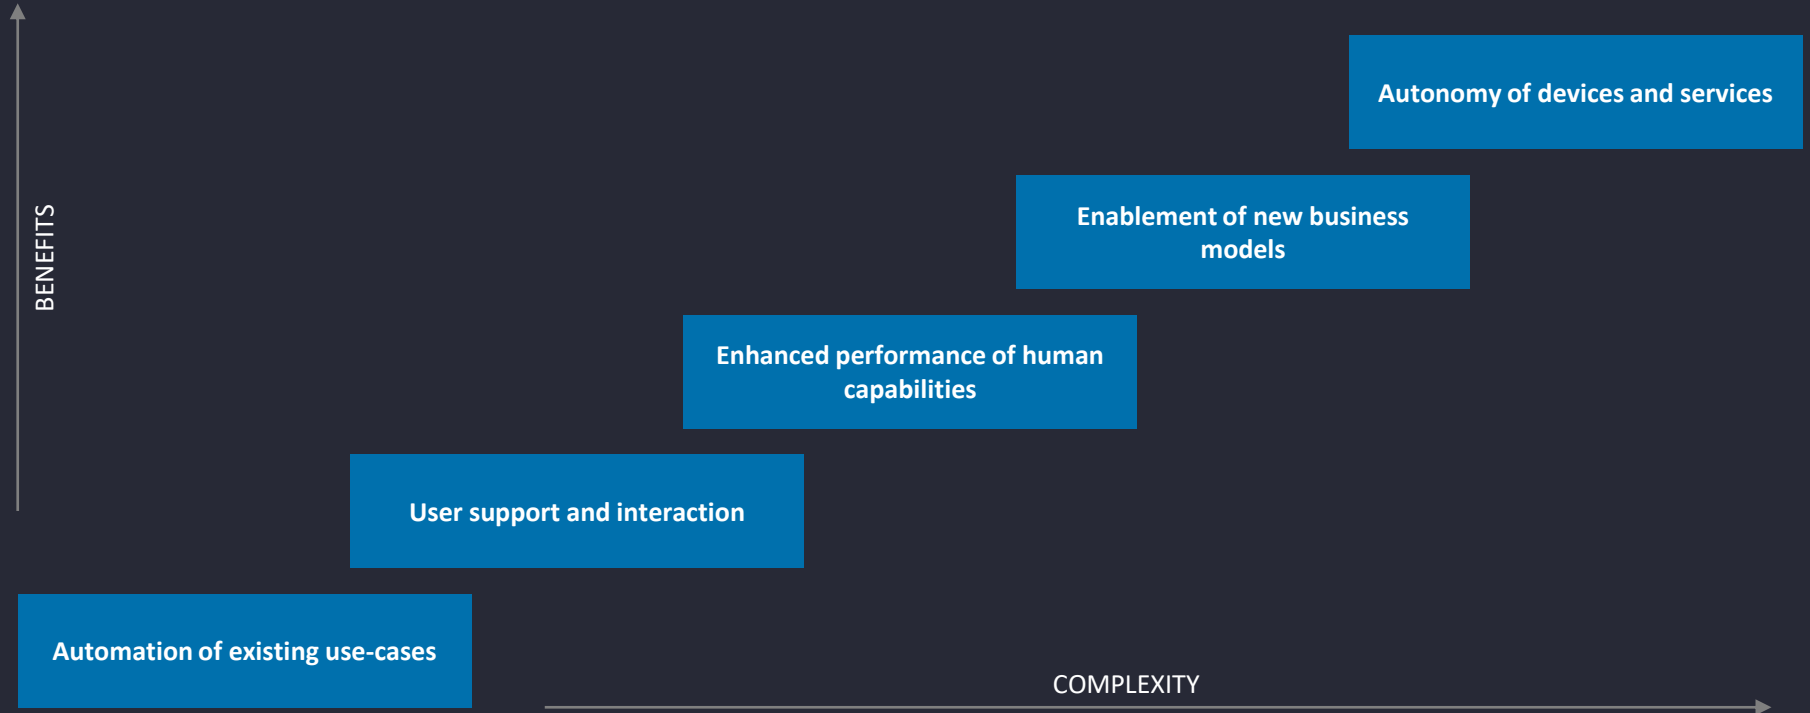 Autonomy of devices and services
Enablement of new business
models
BENEFITS
Enhanced performance of human
capabilities
User support and interaction
Automation of existing use-cases
COMPLEXITY